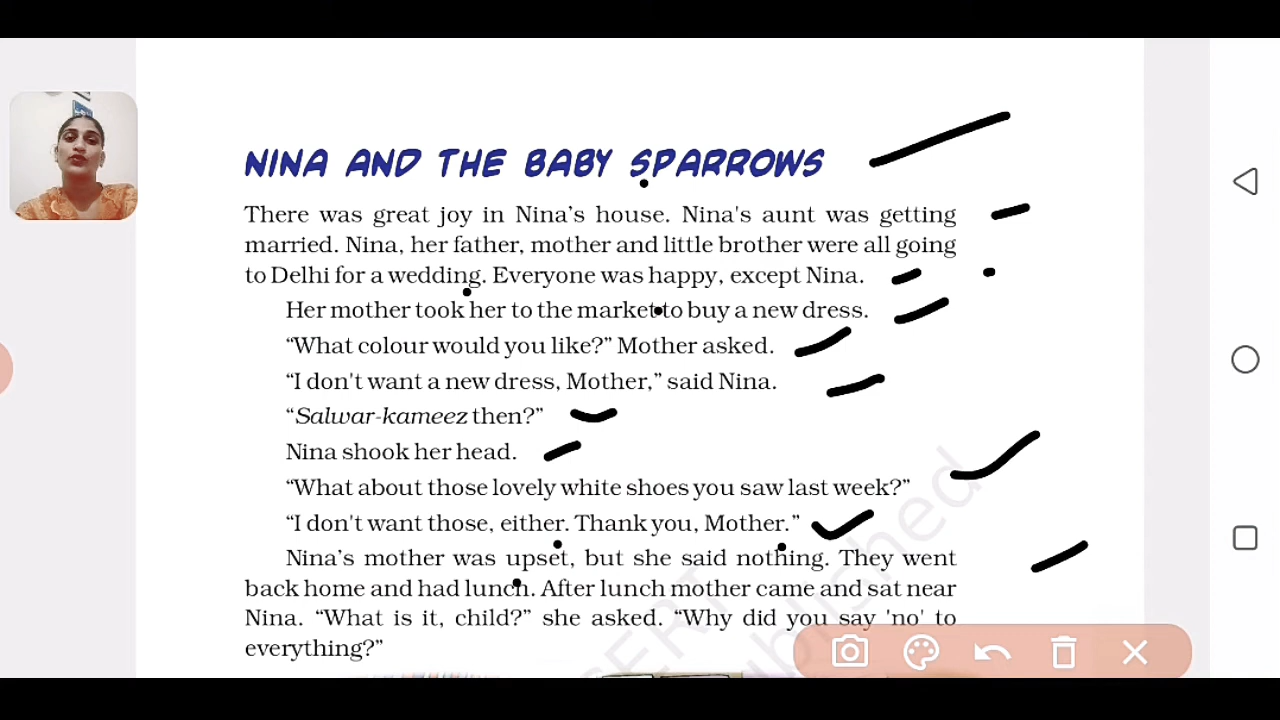 NINA AND THE BABY SPARROWS
There was great joy in Nina's house. Nina's aunt was getting
married. Nina, her father, mother and little brother were all going
to Delhi for a wedding. Everyone was happy, except Nina.
Her mother took her to the market to buy a new dress.
“What colour would you like?” Mother asked.
“I don't want a new dress, Mother,” said Nina.
“Salwar-kameez then?”
Nina shook her head.
“What about those lovely white shoes you saw last week?”
“I don't want those, either. Thank you, Mother.”
Nina’s mother was upset, but she said nothing. They went
back home and had lunch. After lunch mother came and sat near
Nina. “What is it, child?” she asked. “Why did you say 'no' to
everything?”